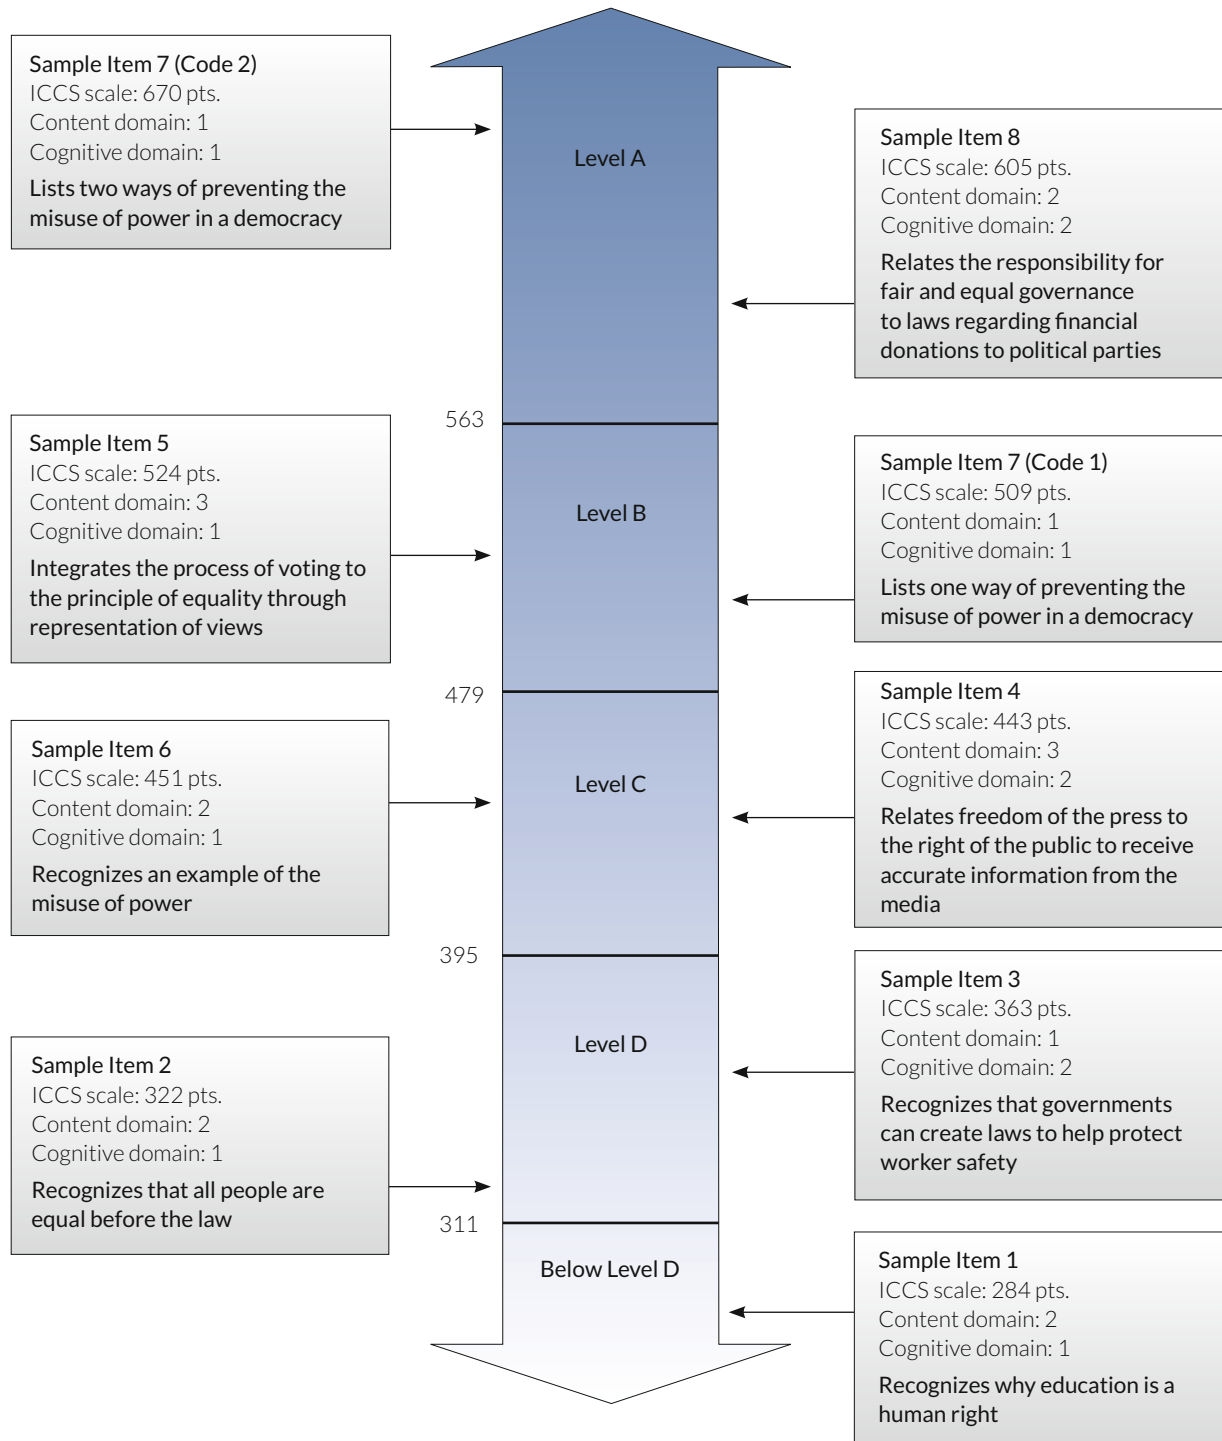 Sample Item 7 (Code 2)
ICCS scale: 670 pts.
Content domain: 1
Cognitive domain: 1
Lists two ways of preventing the
misuse of power in a democracy
Level A
Sample Item 8
ICCS scale: 605 pts.
Content domain: 2
Cognitive domain: 2
Relates the responsibility for
fair and equal governance
to laws regarding financial
donations to political parties
563
Sample Item 5
ICCS scale: 524 pts.
Content domain: 3
Cognitive domain: 1
Integrates the process of voting to
the principle of equality through
representation of views
Level B
Sample Item 7 (Code 1)
ICCS scale: 509 pts.
Content domain: 1
Cognitive domain: 1
Lists one way of preventing the
misuse of power in a democracy
479
Sample Item 6
ICCS scale: 451 pts.
Content domain: 2
Cognitive domain: 1
Recognizes an example of the
misuse of power
Level C
Sample Item 4
ICCS scale: 443 pts.
Content domain: 3
Cognitive domain: 2
Relates freedom of the press to
the right of the public to receive
accurate information from the
media
395
Sample Item 2
ICCS scale: 322 pts.
Content domain: 2
Cognitive domain: 1
Recognizes that all people are
equal before the law
Level D
Sample Item 3
ICCS scale: 363 pts.
Content domain: 1
Cognitive domain: 2
Recognizes that governments
can create laws to help protect
worker safety
311
Below Level D
Sample Item 1
ICCS scale: 284 pts.
Content domain: 2
Cognitive domain: 1
Recognizes why education is a
human right